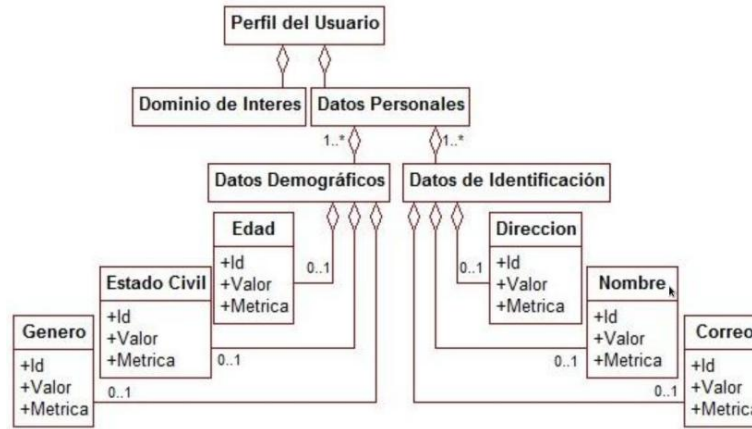 Perfil del Usuario
Dominio de Interes
Datos Personales
1..*
1..*
Datos Demográficos
Datos de Identificación
Edad
+Id
+Valor
+Metrica
0..1
Direccion
+Id
+Valor
+Metrica
0..1
Estado Civil
+Id
+Valor
+Metrica
0..1
Nombre
+Id
+Valor
+Metrica
0..1
Genero
+Id
+Valor
+Metrica
0..1
Correo
+Id
+Valor
+Metrica
0..1